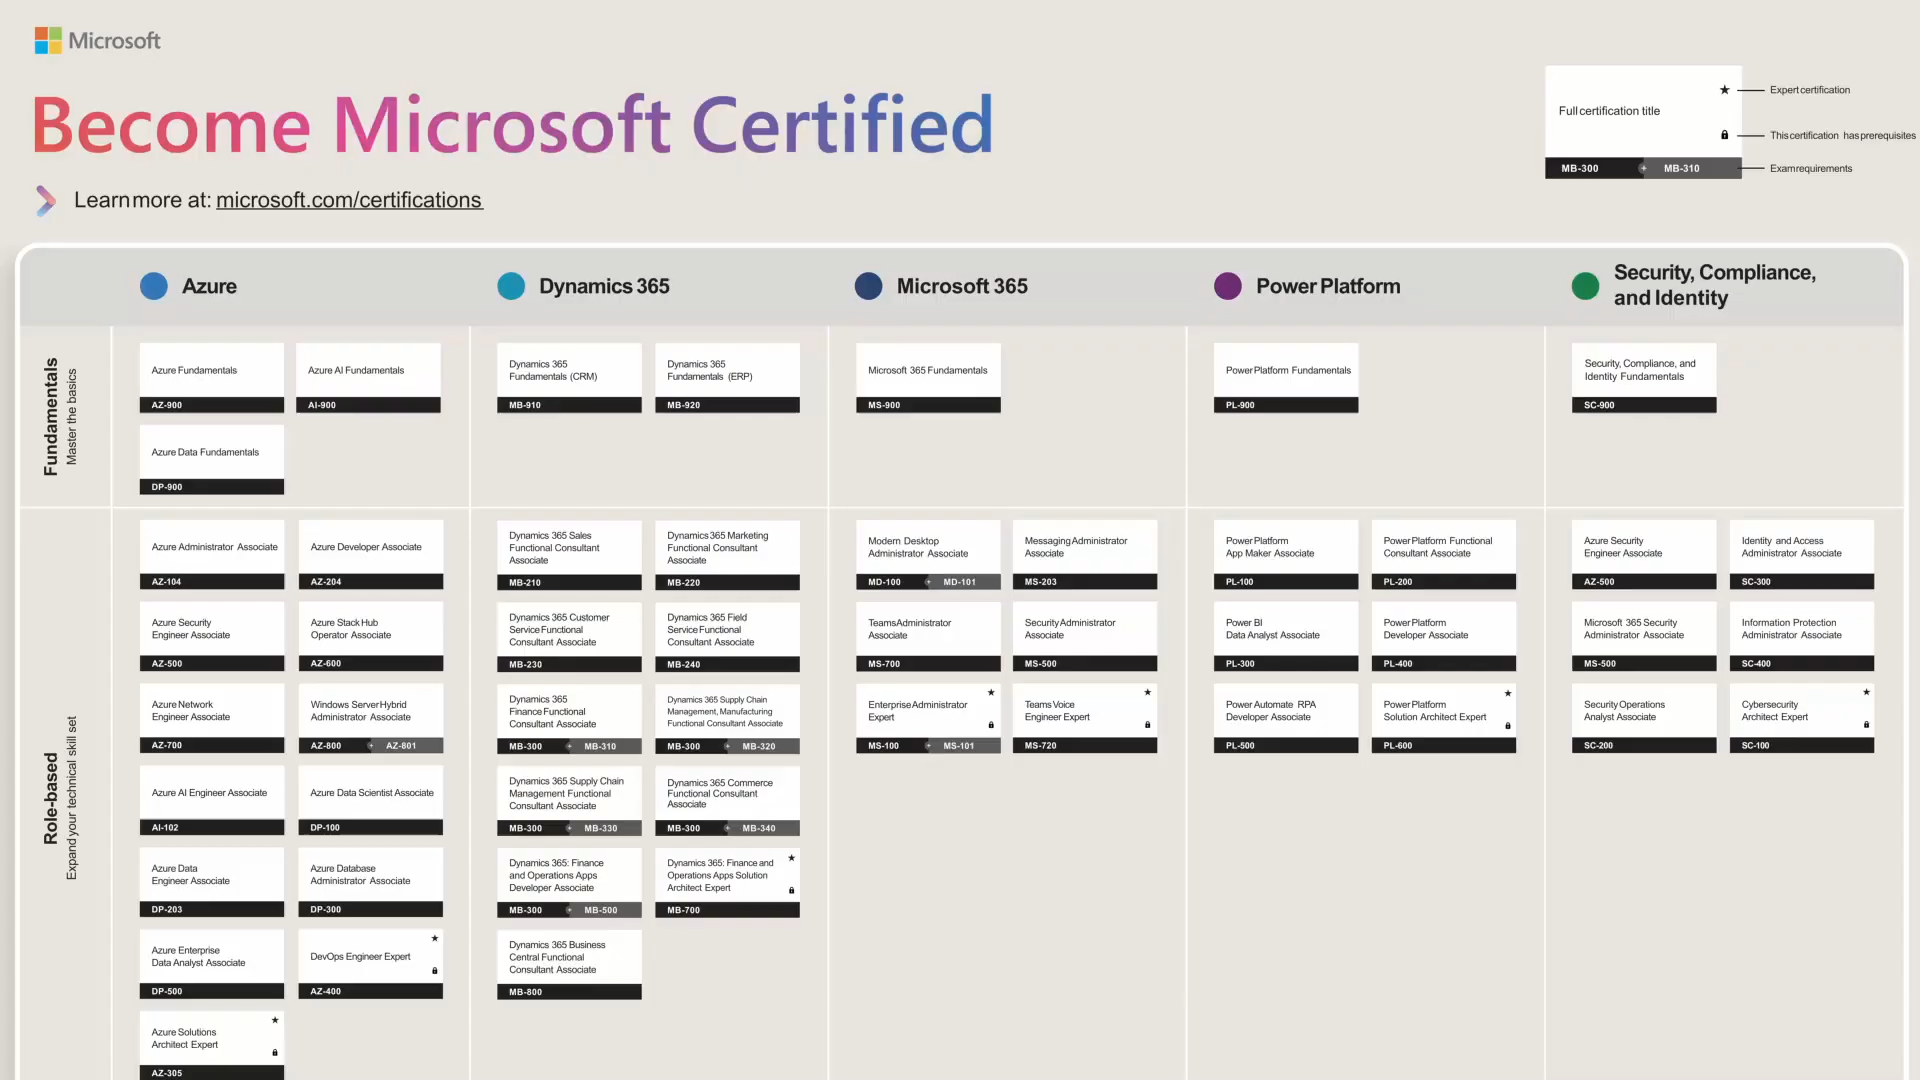 Microsoft
Become Microsoft Certified
Learn more at: microsoft.com/certifications
Full certification title
MB-300 + MB-310
Expert certification
This certification has prerequisites
Exam requirements
Azure
Dynamics 365
Microsoft 365
Power Platform
Security, Compliance,
and Identity
Fundamentals
Master the basics
Azure Fundamentals
AZ-900
Azure AI Fundamentals
AI-900
Azure Data Fundamentals
DP-900
Dynamics 365
Fundamentals (CRM)
MB-910
Dynamics 365
Fundamentals (ERP)
MB-920
Microsoft 365 Fundamentals
MS-900
Power Platform Fundamentals
PL-900
Security, Compliance, and
Identity Fundamentals
SC-900
Role-based
Expand your technical skill set
Azure Administrator Associate
AZ-104
Azure Developer Associate
AZ-204
Azure Security
Engineer Associate
AZ-500
Azure Stack Hub
Operator Associate
AZ-600
Azure Network
Engineer Associate
AZ-700
Windows Server Hybrid
Administrator Associate
AZ-800 + AZ-801
Azure AI Engineer Associate
AI-102
Azure Data Scientist Associate
DP-100
Azure Data
Engineer Associate
DP-203
Azure Database
Administrator Associate
DP-300
Azure Enterprise
Data Analyst Associate
DP-500
DevOps Engineer Expert
AZ-400
Azure Solutions
Architect Expert
AZ-305
Dynamics 365 Sales
Functional Consultant
Associate
MB-210
Dynamics 365 Marketing
Functional Consultant
Associate
MB-220
Dynamics 365 Customer
Service Functional
Consultant Associate
MB-230
Dynamics 365 Field
Service Functional
Consultant Associate
MB-240
Dynamics 365
Finance Functional
Consultant Associate
MB-300 + MB-310
Dynamics 365 Supply Chain
Management, Manufacturing
Functional Consultant Associate
MB-300 + MB-320
Dynamics 365 Supply Chain
Management Functional
Consultant Associate
MB-300 + MB-330
Dynamics 365 Commerce
Functional Consultant
Associate
MB-300 + MB-340
Dynamics 365: Finance
and Operations Apps
Developer Associate
MB-300 + MB-500
Dynamics 365: Finance and
Operations Apps Solution
Architect Expert
MB-700
Dynamics 365 Business
Central Functional
Consultant Associate
MB-800
Modern Desktop
Administrator Associate
MD-100 + MD-101
Messaging Administrator
Associate
MS-203
Teams Administrator
Associate
MS-700
Security Administrator
Associate
MS-500
Enterprise Administrator
Expert
MS-100 + MS-101
Teams Voice
Engineer Expert
MS-720
Power Platform
App Maker Associate
PL-100
Power Platform Functional
Consultant Associate
PL-200
Power BI
Data Analyst Associate
PL-300
Power Platform
Developer Associate
PL-400
Power Automate RPA
Developer Associate
PL-500
Power Platform
Solution Architect Expert
PL-600
Azure Security
Engineer Associate
AZ-500
Identity and Access
Administrator Associate
SC-300
Microsoft 365 Security
Administrator Associate
MS-500
Information Protection
Administrator Associate
SC-400
Security Operations
Analyst Associate
SC-200
Cybersecurity
Architect Expert
SC-100